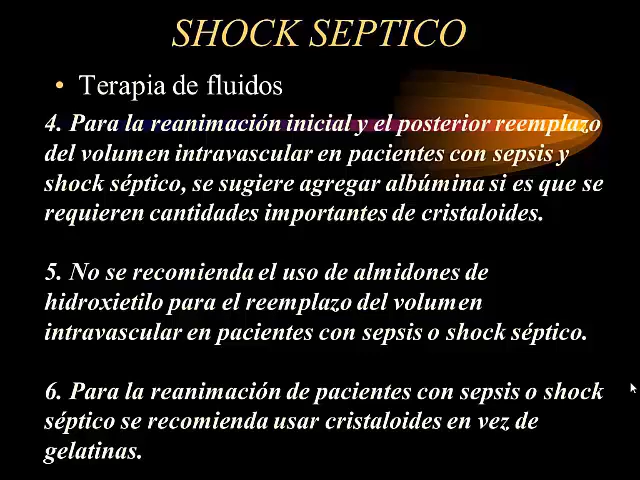 SHOCK SEPTICO
• Terapia de fluidos
4. Para la reanimación inicial y el posterior reemplazo
del volumen intravascular en pacientes con sepsis y
shock séptico, se sugiere agregar albúmina si es que se
requieren cantidades importantes de cristaloides.
5. No se recomienda el uso de almidones de
hidroxietilo para el reemplazo del volumen
intravascular en pacientes con sepsis o shock séptico.
6. Para la reanimación de pacientes con sepsis o shock
séptico se recomienda usar cristaloides en vez de
gelatinas.